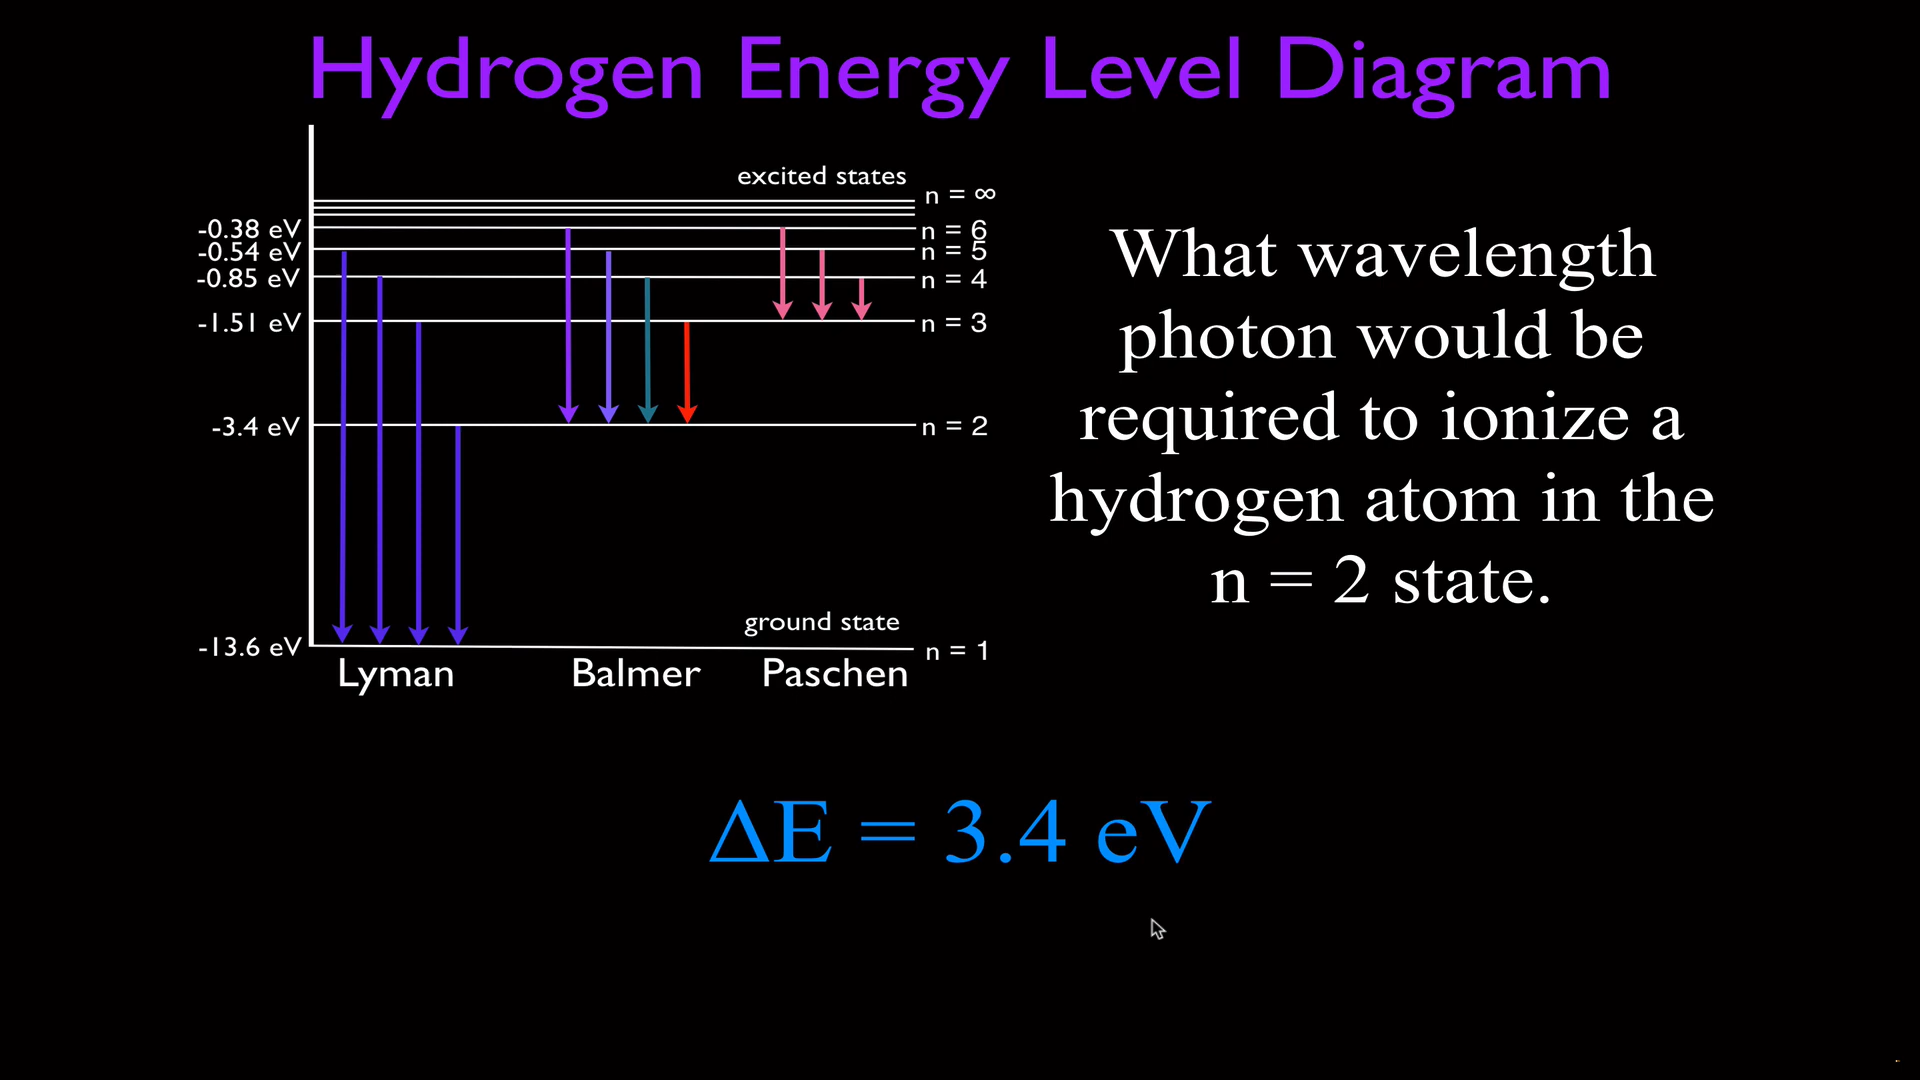 Hydrogen Energy Level Diagram
excited states
n = ∞
-0.38 eV
n = 6
-0.54 eV
n = 5
-0.85 eV
n = 4
-1.51 eV
n = 3
-3.4 eV
n = 2
ground state
-13.6 eV
n = 1
Lyman
Balmer
Paschen
What wavelength
photon would be
required to ionize a
hydrogen atom in the
n = 2 state.
ΔE = 3.4 eV